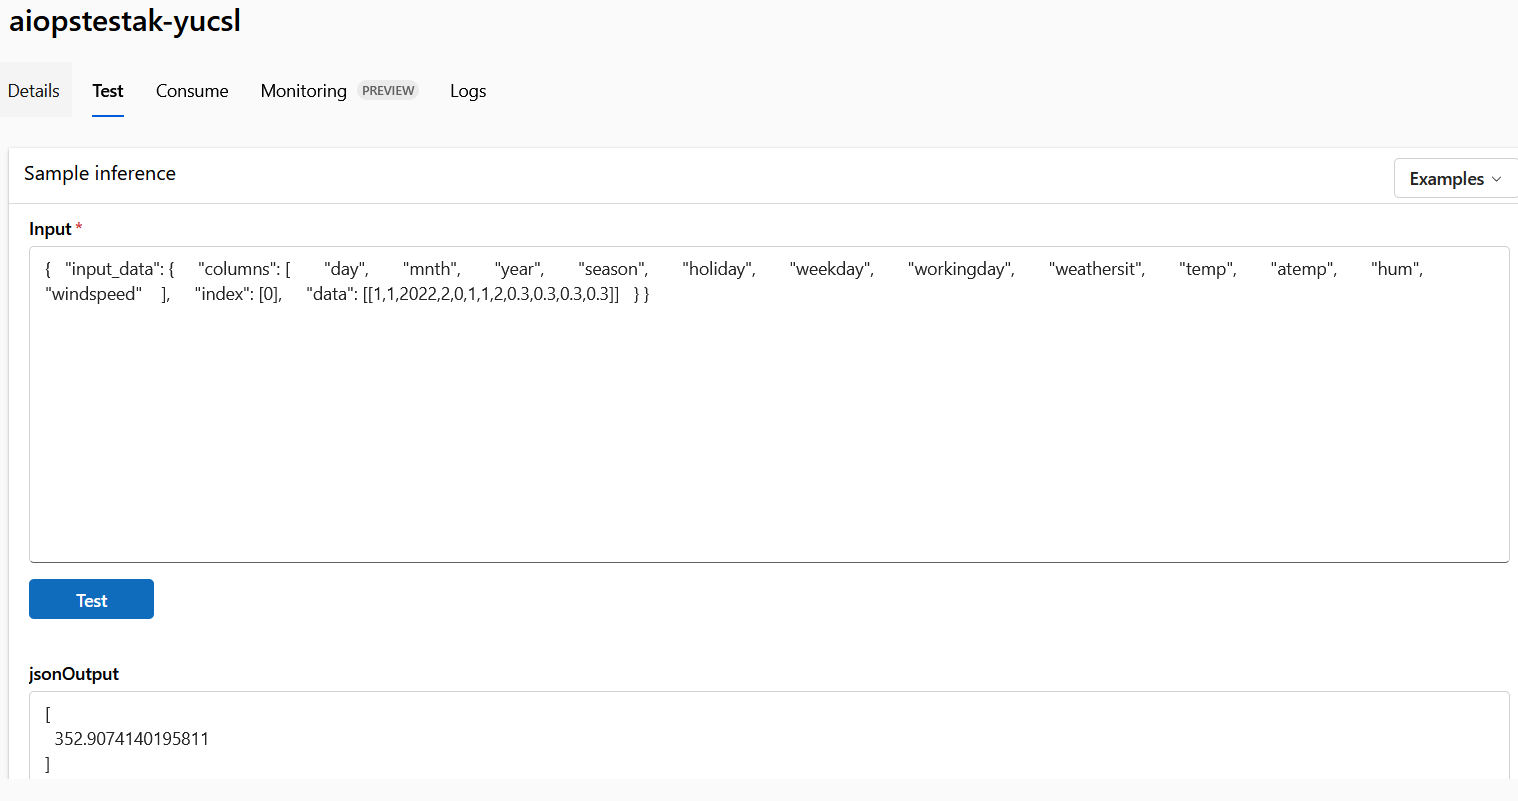 aiopstestak-yucsl
Details Test Consume Monitoring PREVIEW Logs
Sample inference
Examples
Input *
{ "input_data": { "columns": [ "day", "mnth", "year", "season", "holiday", "weekday", "workingday", "weathersit", "temp", "atemp", "hum",
"windspeed" ], "index": [0], "data": [[1,1,2022,2,0,1,1,2,0.3,0.3,0.3,0.3]] } }
Test
jsonOutput
[
352.9074140195811
]